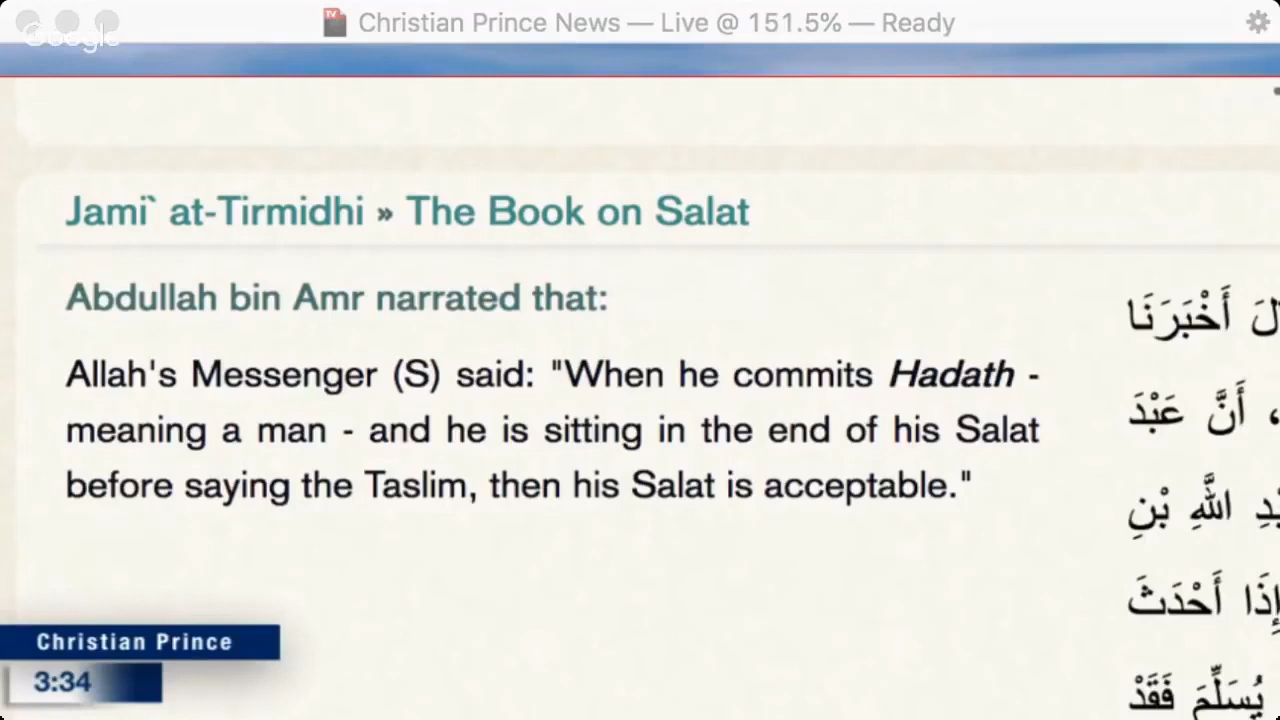 Christian Prince News — Live @ 151.5% — Ready
Google
Jami` at-Tirmidhi » The Book on Salat
Abdullah bin Amr narrated that:
Allah's Messenger (S) said: "When he commits Hadath -
meaning a man - and he is sitting in the end of his Salat
before saying the Taslim, then his Salat is acceptable."
أَخْبَرَنَا
، أَنَّ عَبْدَ
اللَّهِ بْنِ
إِذَا أَحْدَثَ
يُسَلِّمَ فَقَدْ
Christian Prince
3:34